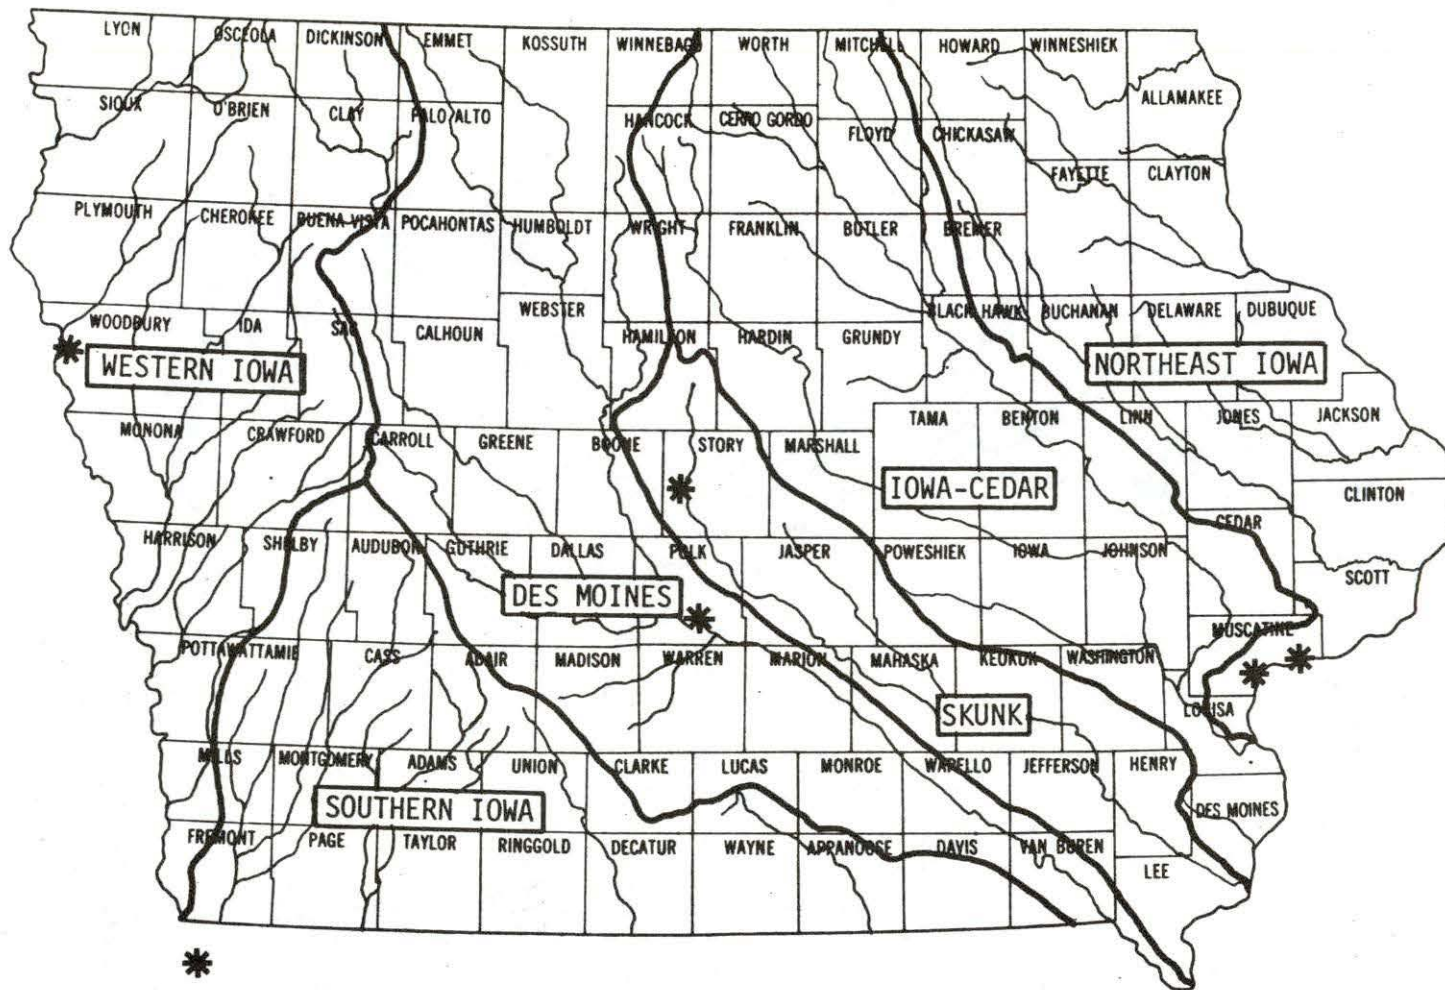 LYON OSCEOLA DICKINSON EMMET KOSSUTH WINNEBAGO WORTH MITCHELL HOWARD WINNESHIEK
ALLAMAKEE
SIOUX O'BRIEN CLAY PALO ALTO HANCOCK CERRO GORDO FLOYD CHICKASAW
FAYETTE CLAYTON
PLYMOUTH CHEROKEE BUENA VISTA POCAHONTAS HUMBOLDT WRIGHT FRANKLIN BUTLER BREMER
WOODBURY IDA SAC CALHOUN WEBSTER HAMILTON HARDIN GRUNDY BLACK HAWK BUCHANAN DELAWARE DUBUQUE
WESTERN IOWA
NORTHEAST IOWA
MONONA CRAWFORD CARROLL GREENE BOONE STORY MARSHALL TAMA BENTON LINN JONES JACKSON
IOWA-CEDAR
CLINTON
HARRISON SHELBY AUDUBON GUTHRIE DALLAS POLK JASPER POWESHIEK IOWA JOHNSON CEDAR
SCOTT
DES MOINES
MUSCATINE
POTTAWATTAMIE CASS ADAIR MADISON WARREN MARION MAHASKA KEOKUK WASHINGTON
SKUNK
LOUISA
MILLS MONTGOMERY ADAMS UNION CLARKE LUCAS MONROE WAPELLO JEFFERSON HENRY
SOUTHERN IOWA
DES MOINES
FREMONT PAGE TAYLOR RINGGOLD DECATUR WAYNE APPANOOSE DAVIS VAN BUREN
LEE